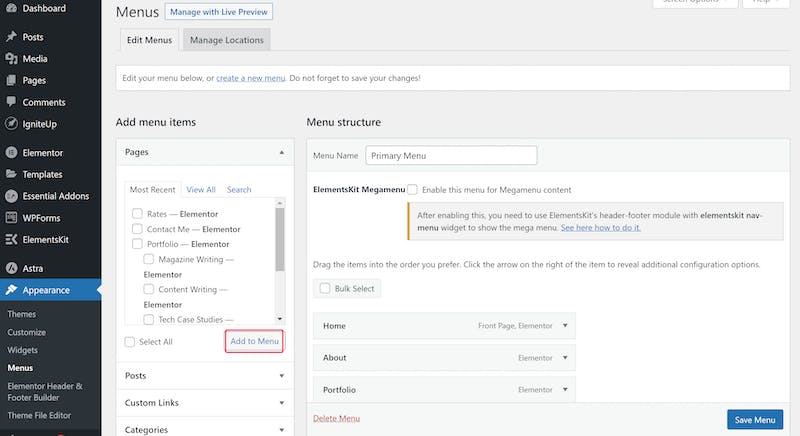 Dashboard
Posts
Media
Pages
Comments
IgniteUp
Elementor
Templates
Essential Addons
WPForms
ElementsKit
Astra
Appearance
Themes
Customize
Widgets
Menus
Elementor Header &
Footer Builder
Theme File Editor
Menus Manage with Live Preview
Screen Options Help
Edit Menus Manage Locations
Edit your menu below, or create a new menu. Do not forget to save your changes!
Add menu items
Pages
Most Recent View All Search
Rates — Elementor
Contact Me — Elementor
Portfolio — Elementor
Magazine Writing —
Elementor
Content Writing —
Elementor
Tech Case Studies —
Select All Add to Menu
Posts
Custom Links
Categories
Menu structure
Menu Name Primary Menu
ElementsKit Megamenu Enable this menu for Megamenu content
After enabling this, you need to use ElementsKit's header-footer module with elementskit nav-
menu widget to show the mega menu. See here how to do it.
Drag the items into the order you prefer. Click the arrow on the right of the item to reveal additional configuration options.
Bulk Select
Home Front Page, Elementor
About Elementor
Portfolio Elementor
Delete Menu Save Menu